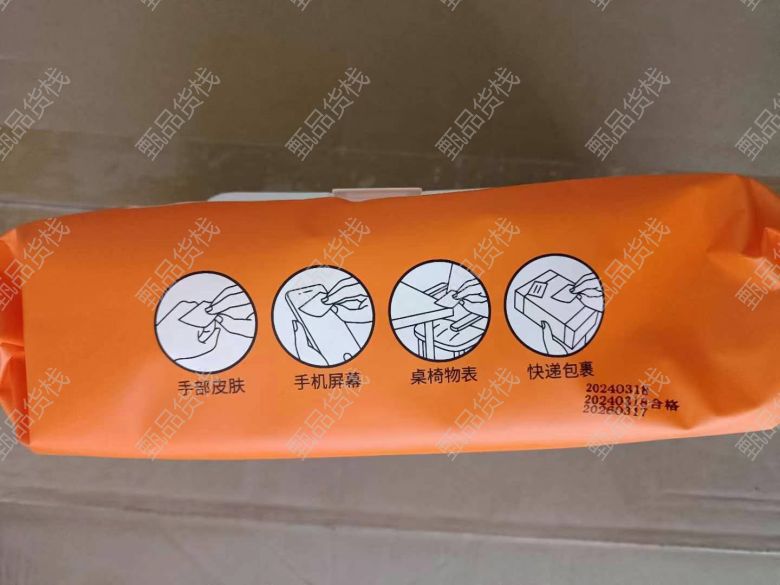 手部皮肤
手机屏幕
桌椅物表
快递包裹
20240318
20240318合格
20260317
甄品货栈